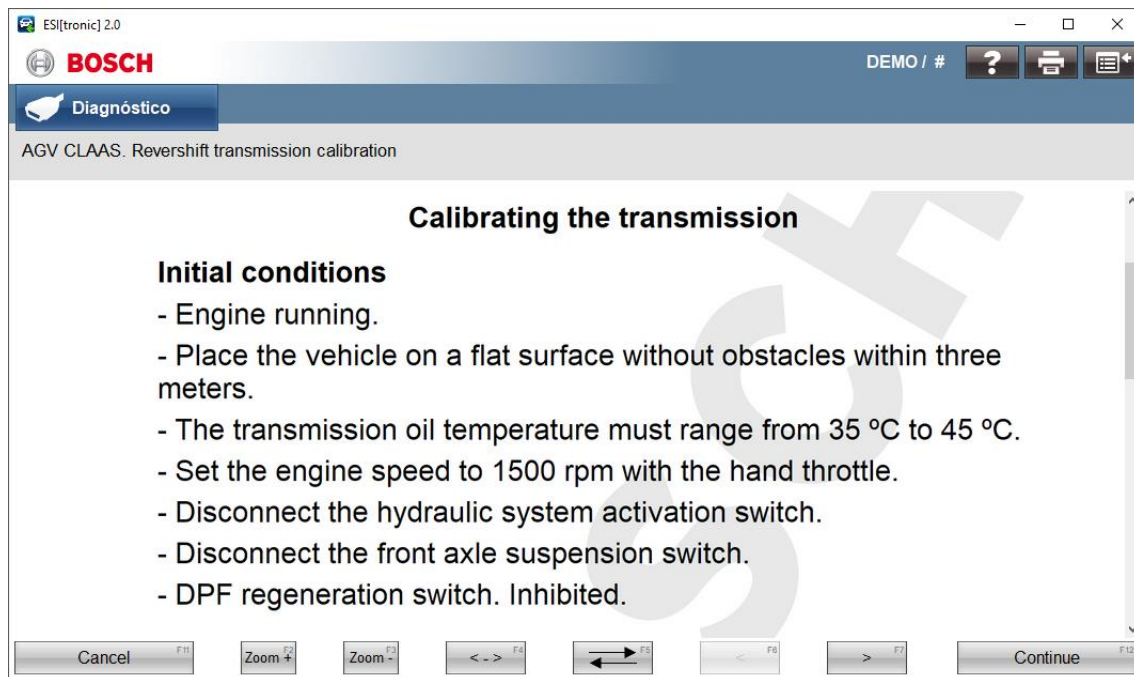 ESI[tronic] 2.0
BOSCH
DEMO / #
?
Diagnóstico
AGV CLAAS. Revershift transmission calibration
SCH
Calibrating the transmission
Initial conditions
- Engine running.
- Place the vehicle on a flat surface without obstacles within three
meters.
- The transmission oil temperature must range from 35 ºC to 45 ºC.
- Set the engine speed to 1500 rpm with the hand throttle.
- Disconnect the hydraulic system activation switch.
- Disconnect the front axle suspension switch.
- DPF regeneration switch. Inhibited.
Cancel F11 Zoom + F2 Zoom - F3 < - > F4 F5 < F6 > F7 Continue F12